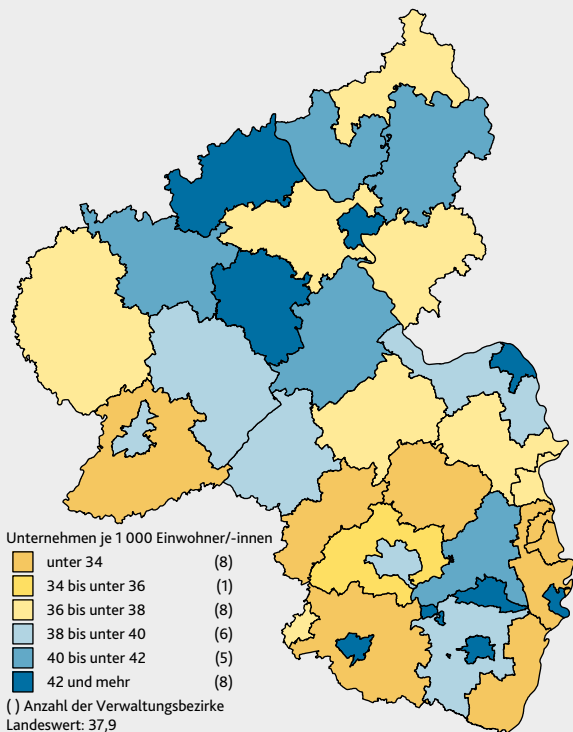 Unternehmen je 1 000 Einwohner/-innen
unter 34 (8)
34 bis unter 36 (1)
36 bis unter 38 (8)
38 bis unter 40 (6)
40 bis unter 42 (5)
42 und mehr (8)
( ) Anzahl der Verwaltungsbezirke
Landeswert: 37,9